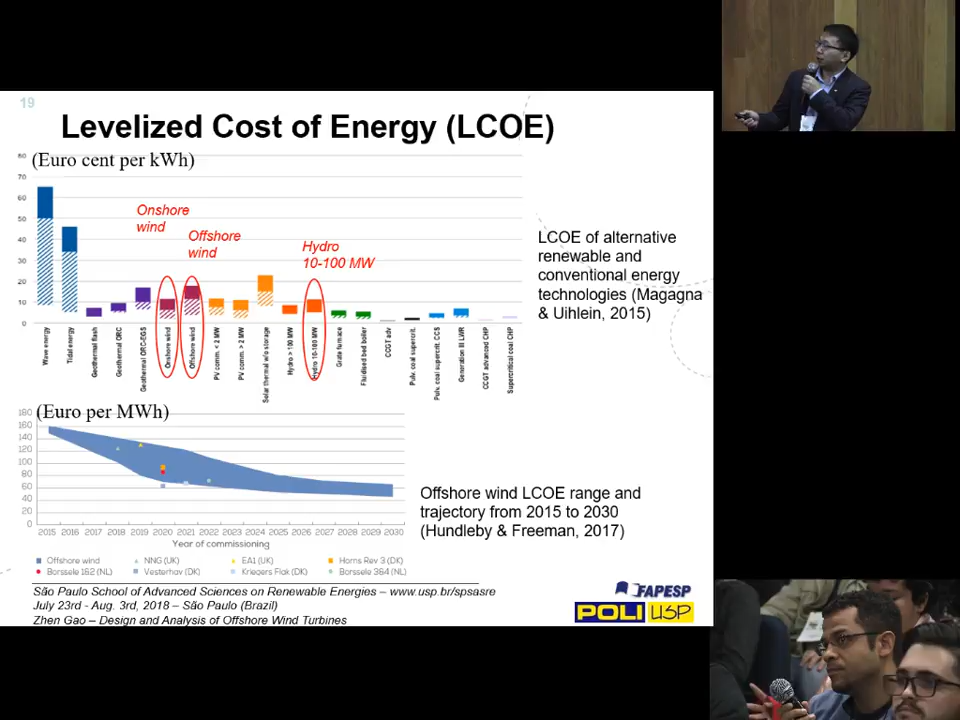 19
Levelized Cost of Energy (LCOE)
(Euro cent per kWh)
80
70
60
50
40
30
20
10
0
Onshore
wind
Offshore
wind
Hydro
10-100 MW
Wave energy
Tidal energy
Geothermal flash
Geothermal ORC
Geothermal ORC-EGS
Onshore wind
Offshore wind
PV comm. < 2 MW
PV comm. > 2 MW
Solar thermal w/o storage
Hydro > 100 MW
Hydro 10-100 MW
Grate furnace
Fluidised bed boiler
CCGT adv
Pulv. coal supercrit.
Pulv. coal supercrit. CCS
Generation III LWR
CCGT advanced CHP
Supercritical coal CHP
LCOE of alternative
renewable and
conventional energy
technologies (Magagna
& Uihlein, 2015)
(Euro per MWh)
180
160
140
120
100
80
60
40
20
0
2015 2016 2017 2018 2019 2020 2021 2022 2023 2024 2025 2026 2027 2028 2029 2030
Year of commissioning
Offshore wind NNG (UK) EA1 (UK) Horns Rev 3 (DK)
Borssele 1&2 (NL) Vesterhav (DK) Kriegers Flak (DK) Borssele 3&4 (NL)
Offshore wind LCOE range and
trajectory from 2015 to 2030
(Hundleby & Freeman, 2017)
São Paulo School of Advanced Sciences on Renewable Energies – www.usp.br/spsasre
July 23rd - Aug. 3rd, 2018 – São Paulo (Brazil)
Zhen Gao – Design and Analysis of Offshore Wind Turbines
FAPESP
POLI USP